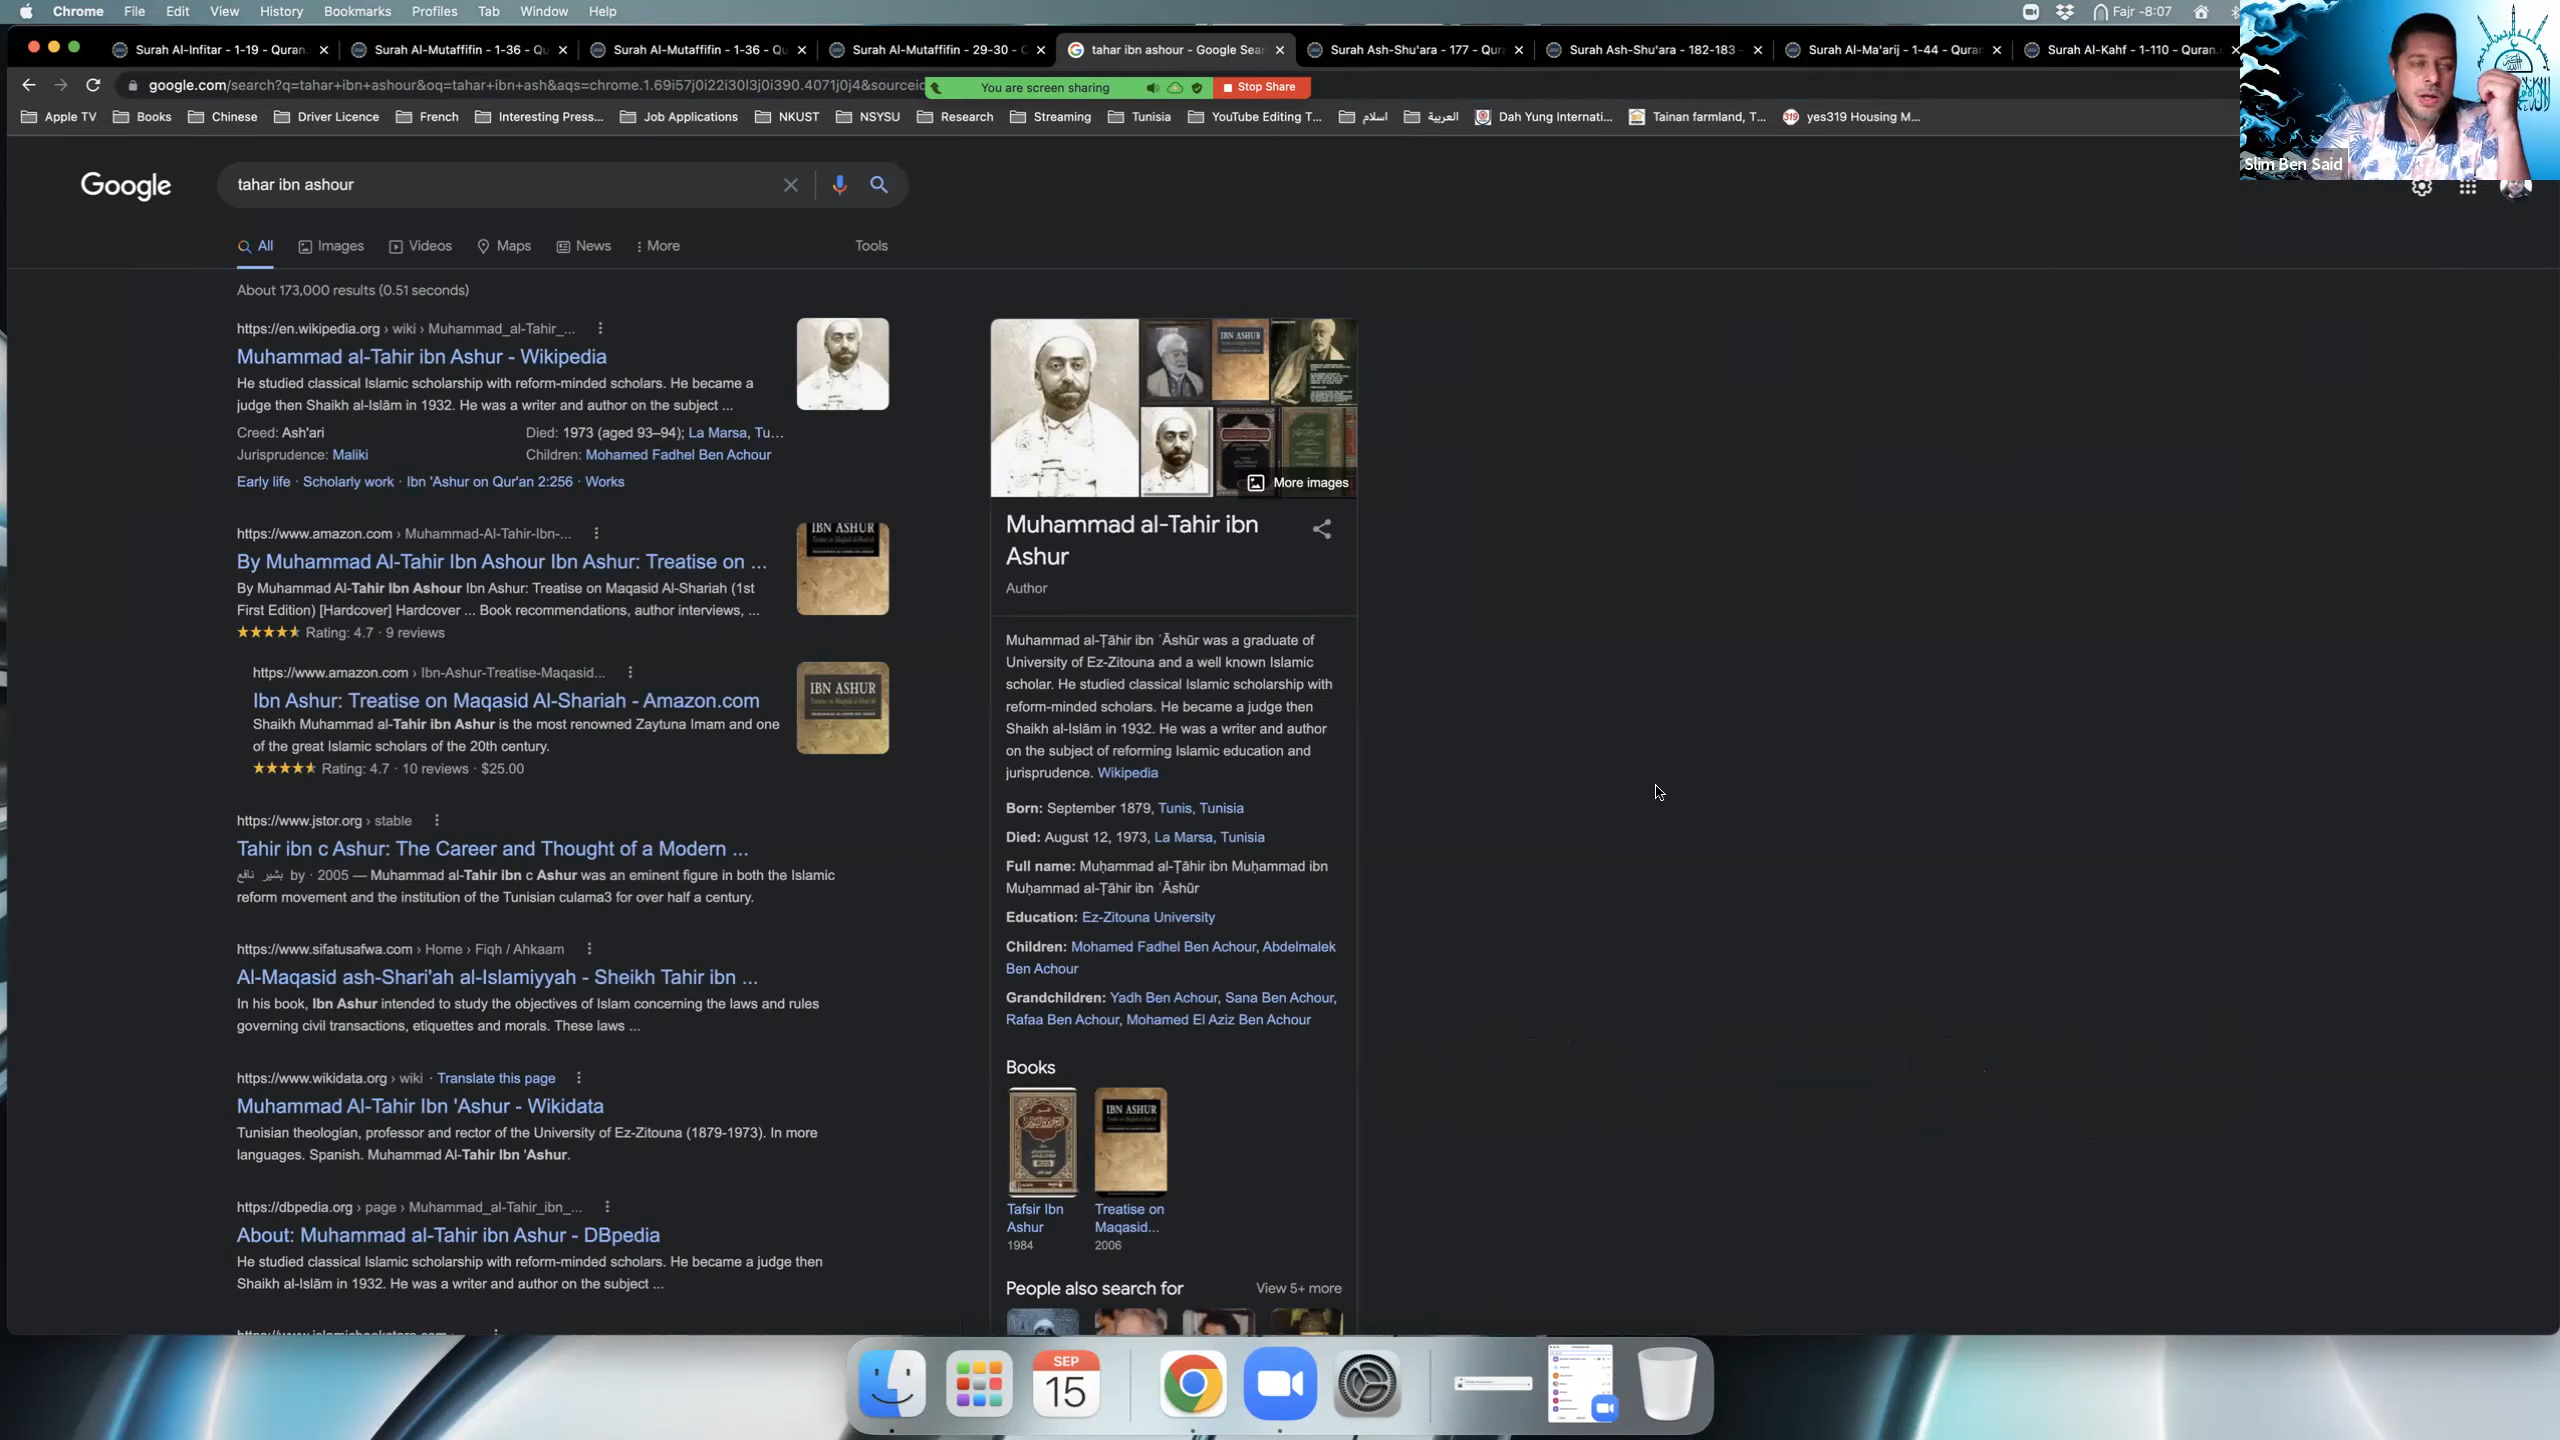 Chrome File Edit View History Bookmarks Profiles Tab Window Help
Fajr -8:07
Surah Al-Infitar - 1-19 - Quran.
Surah Al-Mutaffifin - 1-36 - Qu
Surah Al-Mutaffifin - 1-36 - Qu
Surah Al-Mutaffifin - 29-30 - Q
tahar ibn ashour - Google Sear
Surah Ash-Shu'ara - 177 - Qura
Surah Ash-Shu'ara - 182-183 -
Surah Al-Ma'arij - 1-44 - Quran
Surah Al-Kahf - 1-110 - Quran.c
google.com/search?q=tahar+ibn+ashour&oq=tahar+ibn+ash&aqs=chrome.1.69i57j0i22i30l3j0i390.4071j0j4&sourceid
You are screen sharing
Stop Share
Apple TV
Books
Chinese
Driver Licence
French
Interesting Press...
Job Applications
NKUST
NSYSU
Research
Streaming
Tunisia
YouTube Editing T...
اسلام
العربية
Dah Yung Internati...
Tainan farmland, T...
yes319 Housing M...
Slim Ben Said
Google
tahar ibn ashour
All Images Videos Maps News More Tools
About 173,000 results (0.51 seconds)
https://en.wikipedia.org › wiki › Muhammad_al-Tahir_...
Muhammad al-Tahir ibn Ashur - Wikipedia
He studied classical Islamic scholarship with reform-minded scholars. He became a
judge then Shaikh al-Islām in 1932. He was a writer and author on the subject ...
Creed: Ash'ari Died: 1973 (aged 93–94); La Marsa, Tu...
Jurisprudence: Maliki Children: Mohamed Fadhel Ben Achour
Early life · Scholarly work · Ibn 'Ashur on Qur'an 2:256 · Works
https://www.amazon.com › Muhammad-Al-Tahir-Ibn-...
By Muhammad Al-Tahir Ibn Ashour Ibn Ashur: Treatise on ...
By Muhammad Al-Tahir Ibn Ashour Ibn Ashur: Treatise on Maqasid Al-Shariah (1st
First Edition) [Hardcover] Hardcover ... Book recommendations, author interviews, ...
Rating: 4.7 · 9 reviews
IBN ASHUR
https://www.amazon.com › Ibn-Ashur-Treatise-Maqasid...
Ibn Ashur: Treatise on Maqasid Al-Shariah - Amazon.com
Shaikh Muhammad al-Tahir ibn Ashur is the most renowned Zaytuna Imam and one
of the great Islamic scholars of the 20th century.
Rating: 4.7 · 10 reviews · $25.00
IBN ASHUR
https://www.jstor.org › stable
Tahir ibn c Ashur: The Career and Thought of a Modern ...
بشير نافع by · 2005 — Muhammad al-Tahir ibn c Ashur was an eminent figure in both the Islamic
reform movement and the institution of the Tunisian culama3 for over half a century.
https://www.sifatusafwa.com › Home › Fiqh / Ahkaam
Al-Maqasid ash-Shari'ah al-Islamiyyah - Sheikh Tahir ibn ...
In his book, Ibn Ashur intended to study the objectives of Islam concerning the laws and rules
governing civil transactions, etiquettes and morals. These laws ...
https://www.wikidata.org › wiki · Translate this page
Muhammad Al-Tahir Ibn 'Ashur - Wikidata
Tunisian theologian, professor and rector of the University of Ez-Zitouna (1879-1973). In more
languages. Spanish. Muhammad Al-Tahir Ibn 'Ashur.
https://dbpedia.org › page › Muhammad_al-Tahir_ibn_...
About: Muhammad al-Tahir ibn Ashur - DBpedia
He studied classical Islamic scholarship with reform-minded scholars. He became a judge then
Shaikh al-Islām in 1932. He was a writer and author on the subject ...
IBN ASHUR
More images
Muhammad al-Tahir ibn
Ashur
Author
Muhammad al-Ṭāhir ibn ʿĀshūr was a graduate of
University of Ez-Zitouna and a well known Islamic
scholar. He studied classical Islamic scholarship with
reform-minded scholars. He became a judge then
Shaikh al-Islām in 1932. He was a writer and author
on the subject of reforming Islamic education and
jurisprudence. Wikipedia
Born: September 1879, Tunis, Tunisia
Died: August 12, 1973, La Marsa, Tunisia
Full name: Muḥammad al-Ṭāhir ibn Muḥammad ibn
Muḥammad al-Ṭāhir ibn ʿĀshūr
Education: Ez-Zitouna University
Children: Mohamed Fadhel Ben Achour, Abdelmalek
Ben Achour
Grandchildren: Yadh Ben Achour, Sana Ben Achour,
Rafaa Ben Achour, Mohamed El Aziz Ben Achour
Books
IBN ASHUR
Tafsir Ibn
Ashur
1984
Treatise on
Maqasid...
2006
People also search for View 5+ more
SEP
15